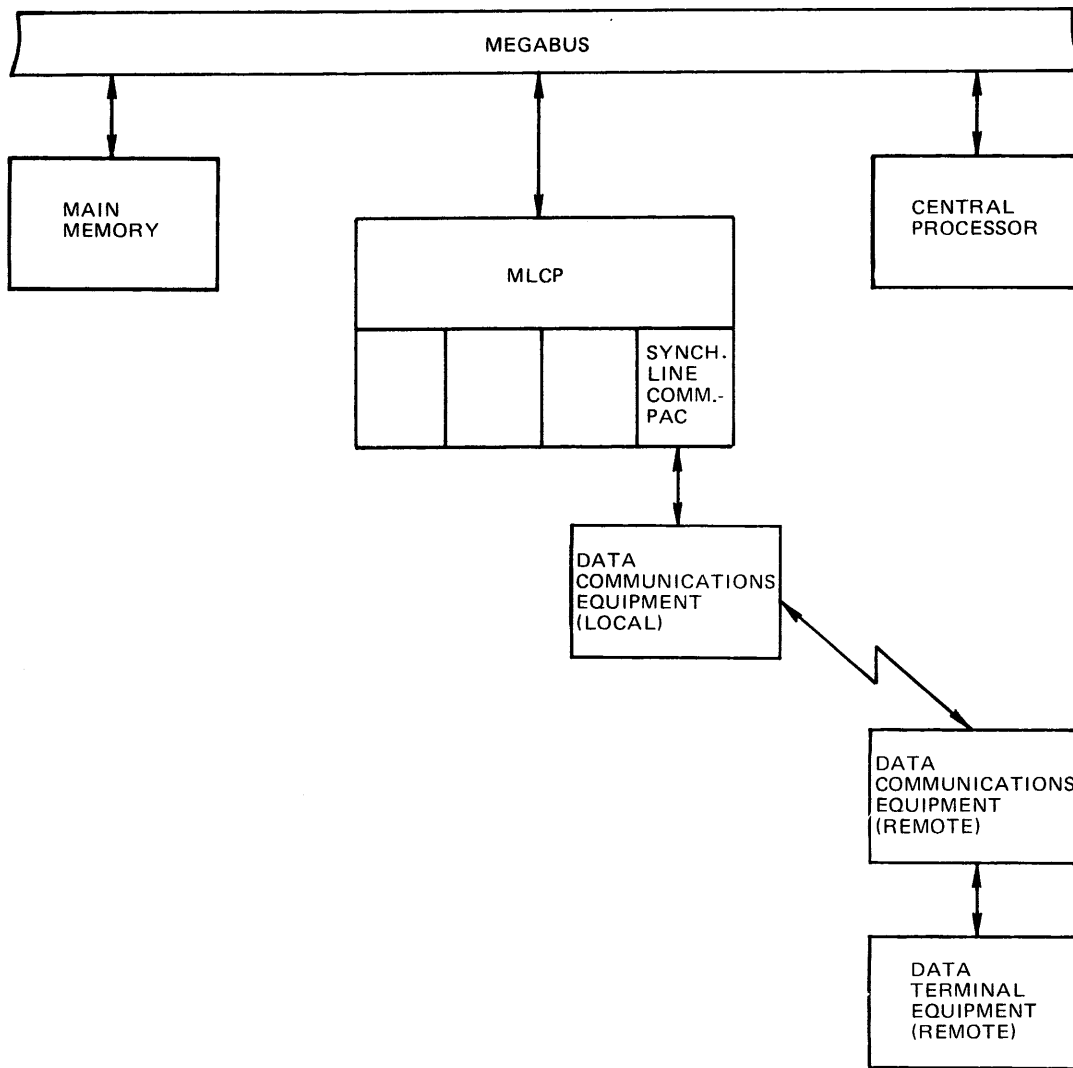 MEGABUS
MAIN
MEMORY
CENTRAL
PROCESSOR
MLCP
SYNCH.
LINE
COMM.-
PAC
DATA
COMMUNICATIONS
EQUIPMENT
(LOCAL)
DATA
COMMUNICATIONS
EQUIPMENT
(REMOTE)
DATA
TERMINAL
EQUIPMENT
(REMOTE)